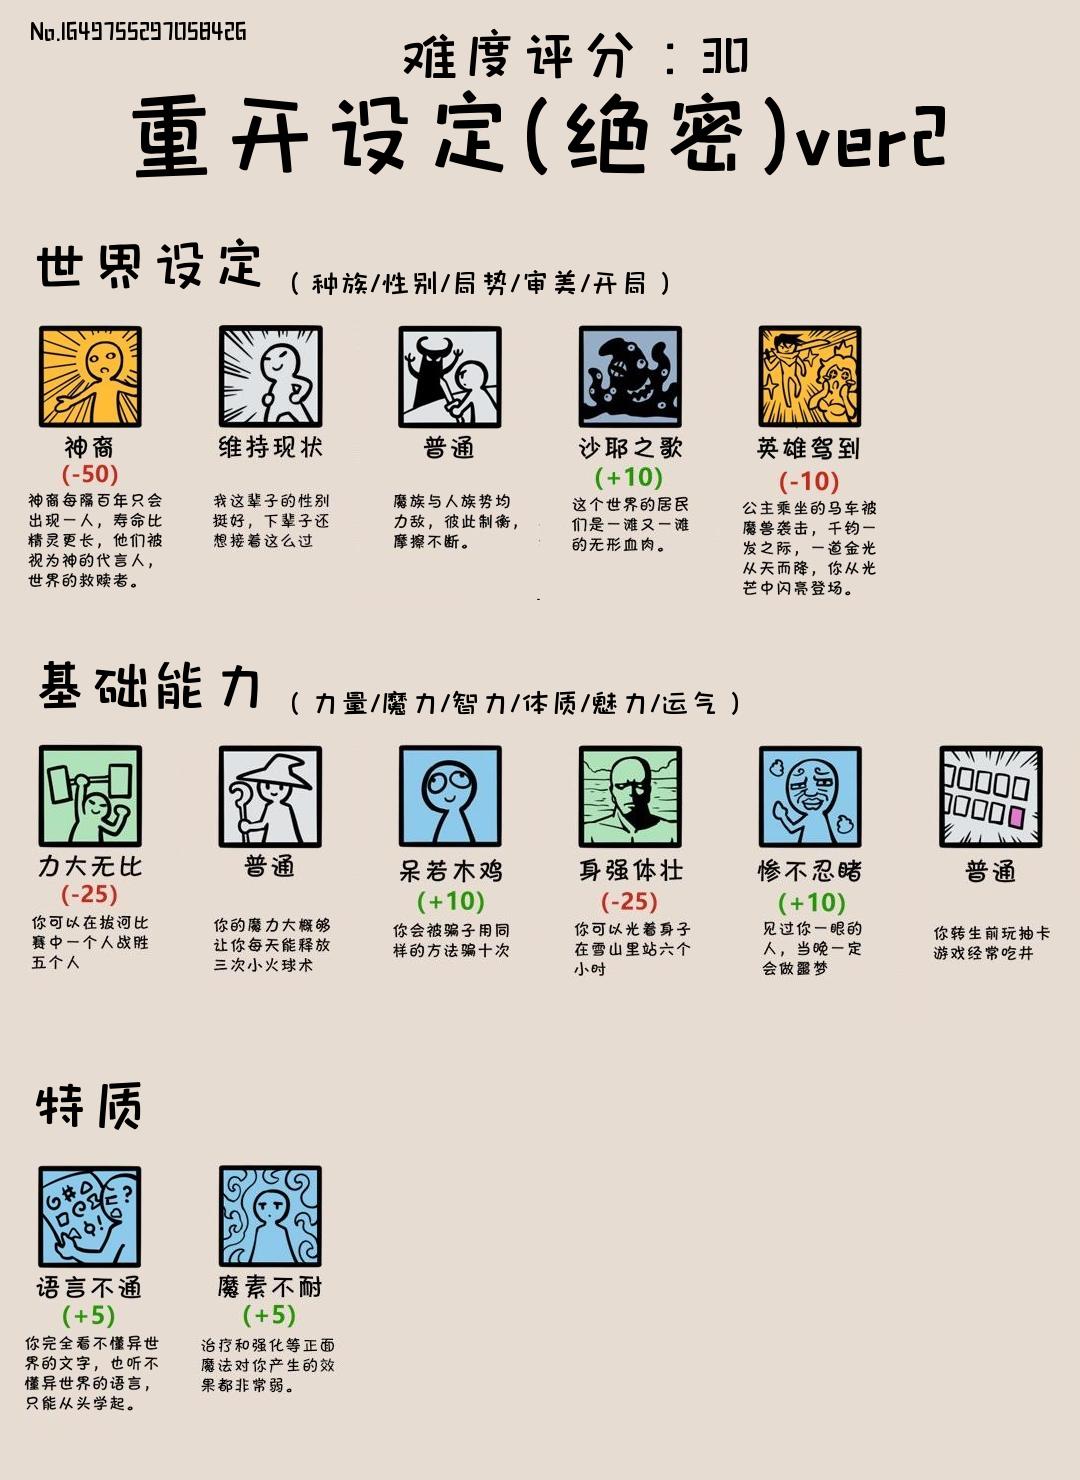 No.1649755297058426
难度评分：30
重开设定(绝密)ver2
世界设定 （种族/性别/局势/审美/开局）
神裔
(-50)
神裔每隔百年只会
出现一人，寿命比
精灵更长，他们被
视为神的代言人，
世界的救赎者。
维持现状
我这辈子的性别
挺好，下辈子还
想接着这么过
普通
魔族与人族势均
力敌，彼此制衡，
摩擦不断。
沙耶之歌
(+10)
这个世界的居民
们是一滩又一滩
的无形血肉。
英雄驾到
(-10)
公主乘坐的马车被
魔兽袭击，千钧一
发之际，一道金光
从天而降，你从光
芒中闪亮登场。
基础能力 （力量/魔力/智力/体质/魅力/运气）
力大无比
(-25)
你可以在拔河比
赛中一个人战胜
五个人
普通
你的魔力大概够
让你每天能释放
三次小火球术
呆若木鸡
(+10)
你会被骗子用同
样的方法骗十次
身强体壮
(-25)
你可以光着身子
在雪山里站六个
小时
惨不忍睹
(+10)
见过你一眼的
人，当晚一定
会做噩梦
普通
你转生前玩抽卡
游戏经常吃井
特质
语言不通
(+5)
你完全看不懂异世
界的文字，也听不
懂异世界的语言，
只能从头学起。
魔素不耐
(+5)
治疗和强化等正面
魔法对你产生的效
果都非常弱。